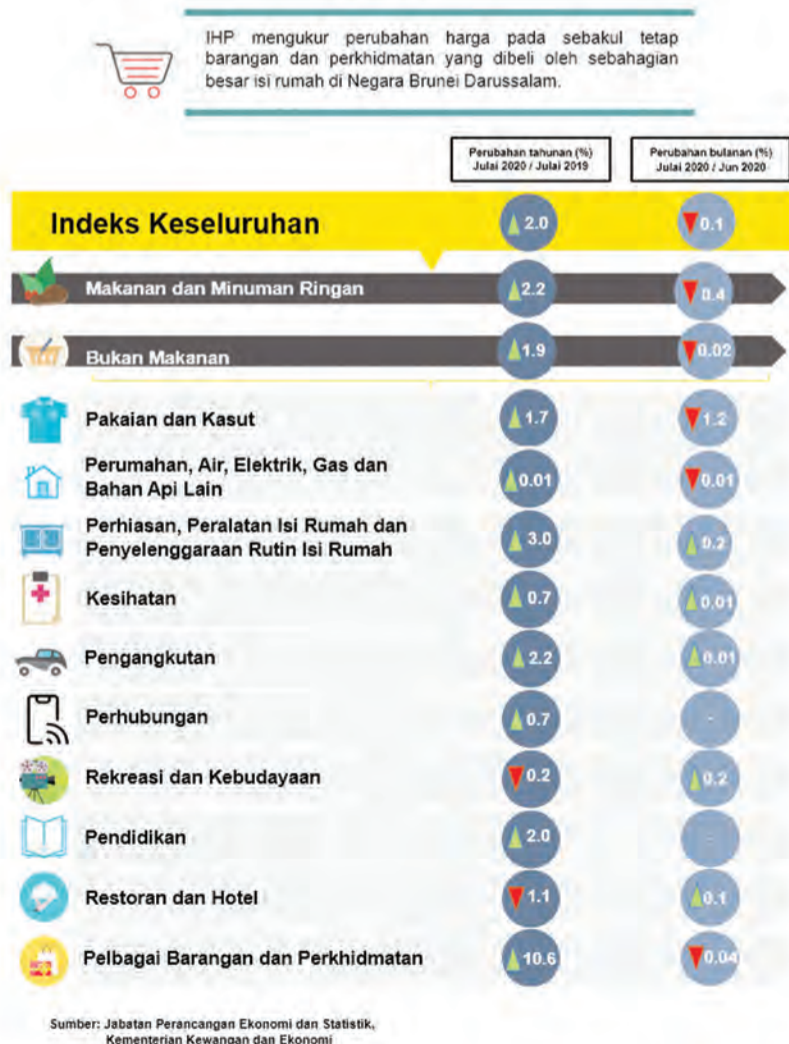 IHP mengukur perubahan harga pada sebakul tetap
barangan dan perkhidmatan yang dibeli oleh sebahagian
besar isi rumah di Negara Brunei Darussalam.
Perubahan tahunan (%)
Julai 2020 / Julai 2019
Perubahan bulanan (%)
Julai 2020 / Jun 2020
Indeks Keseluruhan ▲2.0 ▼0.1
Makanan dan Minuman Ringan ▲2.2 ▼0.4
Bukan Makanan ▲1.9 ▼0.02
Pakaian dan Kasut ▲1.7 ▼1.2
Perumahan, Air, Elektrik, Gas dan
Bahan Api Lain ▲0.01 ▼0.01
Perhiasan, Peralatan Isi Rumah dan
Penyelenggaraan Rutin Isi Rumah ▲3.0 ▲0.2
Kesihatan ▲0.7 ▲0.01
Pengangkutan ▲2.2 ▲0.01
Perhubungan ▲0.7 -
Rekreasi dan Kebudayaan ▼0.2 ▲0.2
Pendidikan ▲2.0 -
Restoran dan Hotel ▼1.1 ▲0.1
Pelbagai Barangan dan Perkhidmatan ▲10.6 ▼0.04
Sumber: Jabatan Perancangan Ekonomi dan Statistik,
Kementerian Kewangan dan Ekonomi